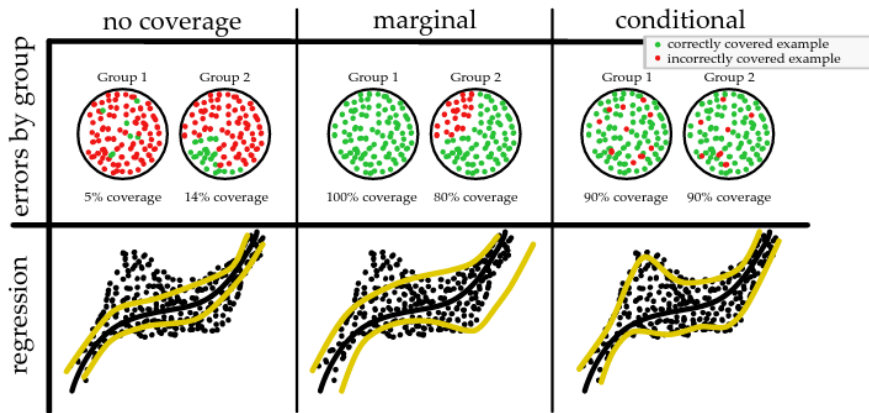 no coverage marginal conditional
correctly covered example
incorrectly covered example
errors by group
Group 1 Group 2 Group 1 Group 2 Group 1 Group 2
5% coverage 14% coverage 100% coverage 80% coverage 90% coverage 90% coverage
regression